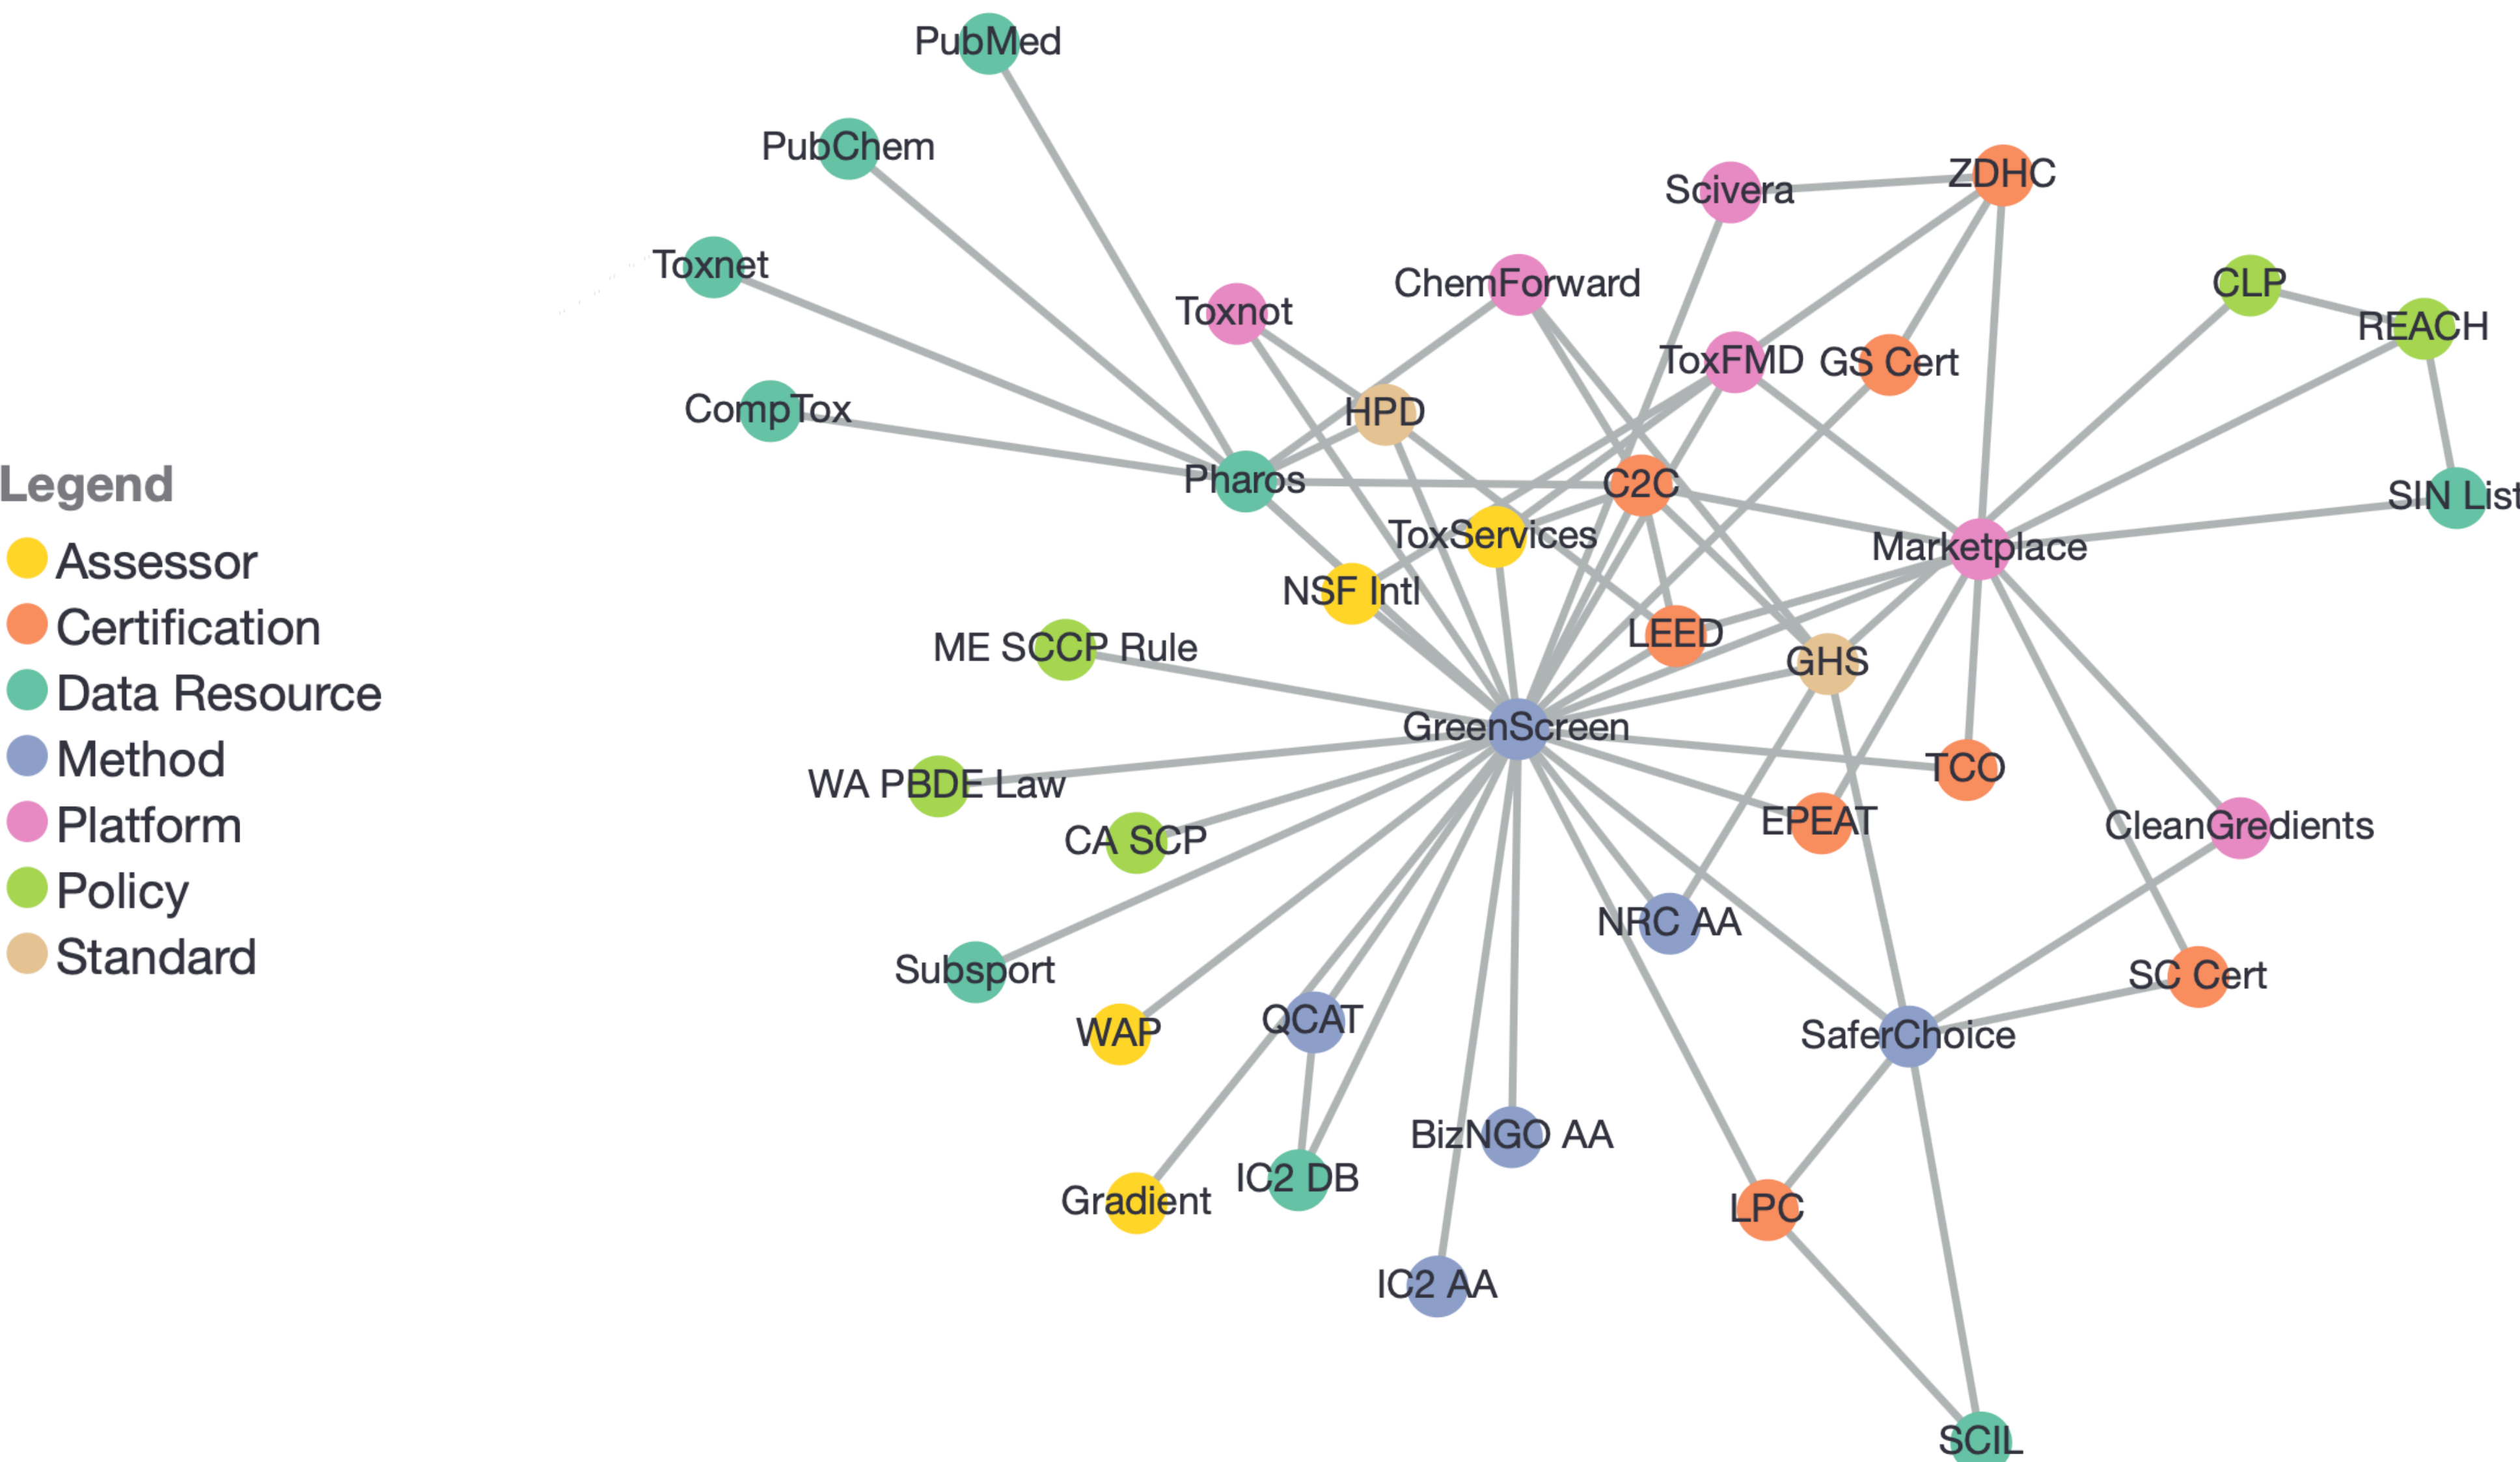 PubMed
PubChem
Scivera
ZDHC
Toxnet
ChemForward
CLP
Toxnot
REACH
ToxFMD
GS Cert
CompTox
HPD
Legend
Pharos
C2C
SIN List
ToxServices
Marketplace
Assessor
NSF Intl
Certification
ME SCCP Rule
LEED
GHS
Data Resource
GreenScreen
Method
WA PBDE Law
TCO
Platform
CA SCP
EPEAT
CleanGredients
Policy
NRC AA
Standard
Subsport
SC Cert
QCAT
WAP
SaferChoice
BizNGO AA
IC2 DB
Gradient
LPC
IC2 AA
SCIL